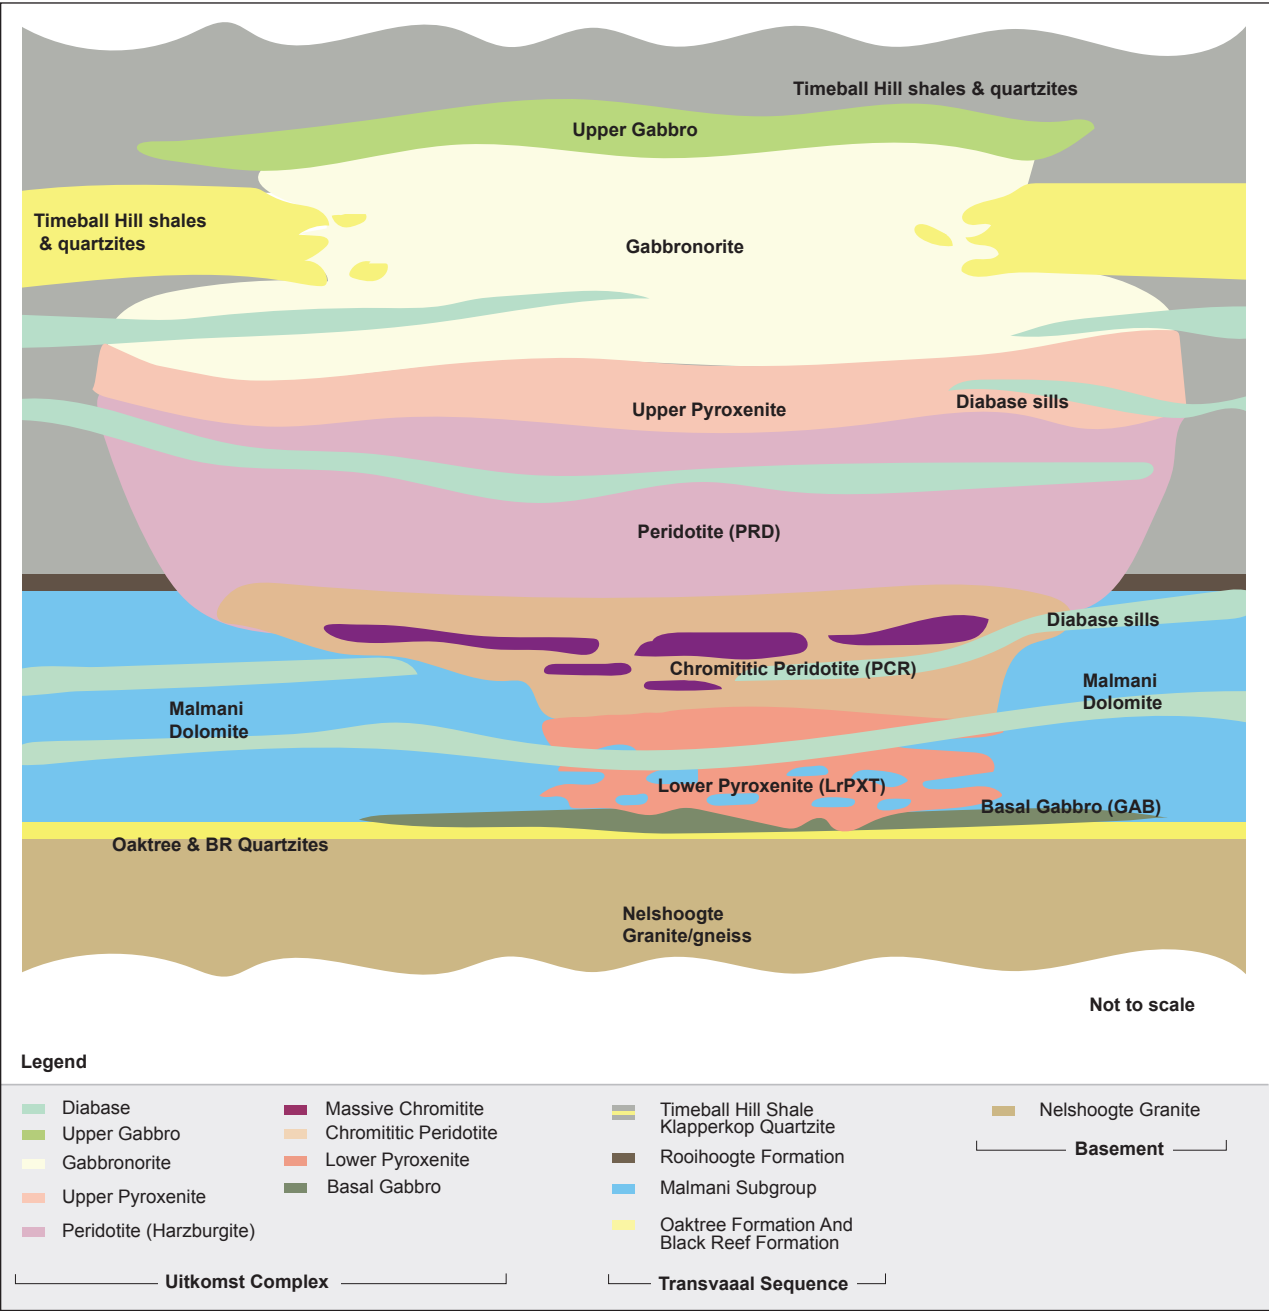 Timeball Hill shales & quartzites
Upper Gabbro
Timeball Hill shales
& quartzites
Gabbronorite
Upper Pyroxenite
Diabase sills
Peridotite (PRD)
Diabase sills
Chromititic Peridotite (PCR)
Malmani
Dolomite
Malmani
Dolomite
Lower Pyroxenite (LrPXT)
Basal Gabbro (GAB)
Oaktree & BR Quartzites
Nelshoogte
Granite/gneiss
Not to scale
Legend
Diabase
Upper Gabbro
Gabbronorite
Upper Pyroxenite
Peridotite (Harzburgite)
Massive Chromitite
Chromititic Peridotite
Lower Pyroxenite
Basal Gabbro
Uitkomst Complex
Timeball Hill Shale
Klapperkop Quartzite
Rooihoogte Formation
Malmani Subgroup
Oaktree Formation And
Black Reef Formation
Transvaaal Sequence
Nelshoogte Granite
Basement